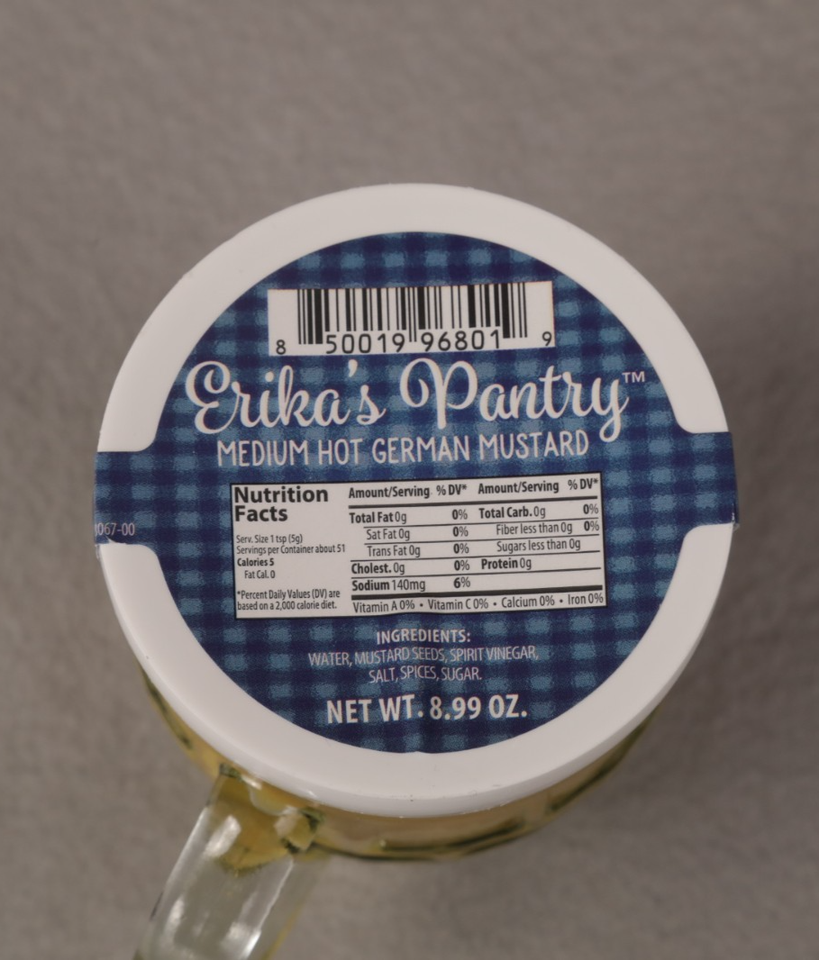 8 50019 96801 9
Erika's Pantry™
MEDIUM HOT GERMAN MUSTARD
067-00
Nutrition
Facts
Serv. Size 1 tsp (5g)
Servings per Container about 51
Calories 5
Fat Cal. 0
*Percent Daily Values (DV) are
based on a 2,000 calorie diet.
Amount/Serving % DV* Amount/Serving % DV*
Total Fat 0g 0% Total Carb. 0g 0%
Sat Fat 0g 0% Fiber less than 0g 0%
Trans Fat 0g 0% Sugars less than 0g
Cholest. 0g 0% Protein 0g
Sodium 140mg 6%
Vitamin A 0% • Vitamin C 0% • Calcium 0% • Iron 0%
INGREDIENTS:
WATER, MUSTARD SEEDS, SPIRIT VINEGAR,
SALT, SPICES, SUGAR.
NET WT. 8.99 OZ.